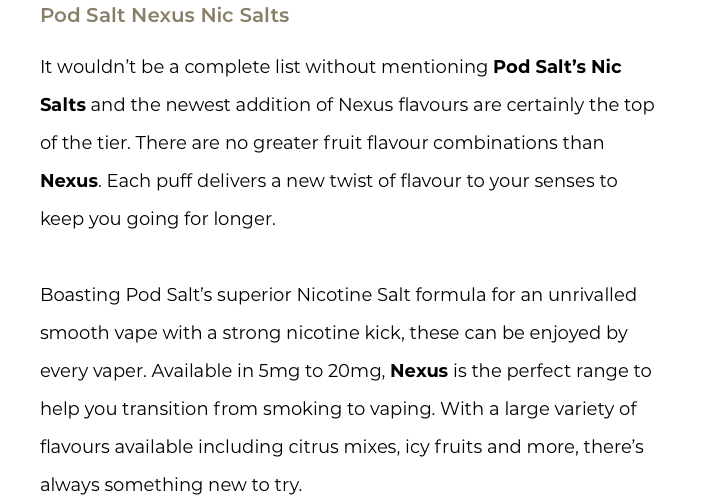 Pod Salt Nexus Nic Salts
It wouldn't be a complete list without mentioning Pod Salt's Nic
Salts and the newest addition of Nexus flavours are certainly the top
of the tier. There are no greater fruit flavour combinations than
Nexus. Each puff delivers a new twist of flavour to your senses to
keep you going for longer.
Boasting Pod Salt's superior Nicotine Salt formula for an unrivalled
smooth vape with a strong nicotine kick, these can be enjoyed by
every vaper. Available in 5mg to 20mg, Nexus is the perfect range to
help you transition from smoking to vaping. With a large variety of
flavours available including citrus mixes, icy fruits and more, there's
always something new to try.